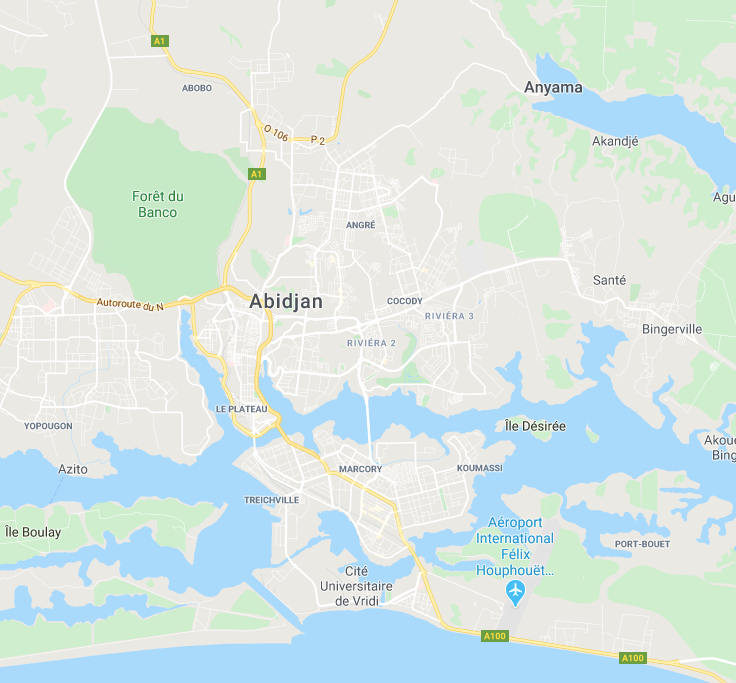 A1
ABOBO
Anyama
O 106
P 2
Akandjé
A1
Forêt du
Banco
Agu
ANGRÉ
Santé
Abidjan
COCODY
Autoroute du N
RIVIÉRA 3
Bingerville
RIVIÉRA 2
LE PLATEAU
YOPOUGON
Île Désirée
Akoue
Bing
Azito
MARCORY
KOUMASSI
TREICHVILLE
Île Boulay
Aéroport
International
Félix
Houphouët...
PORT-BOUET
Cité
Universitaire
de Vridi
A100
A100